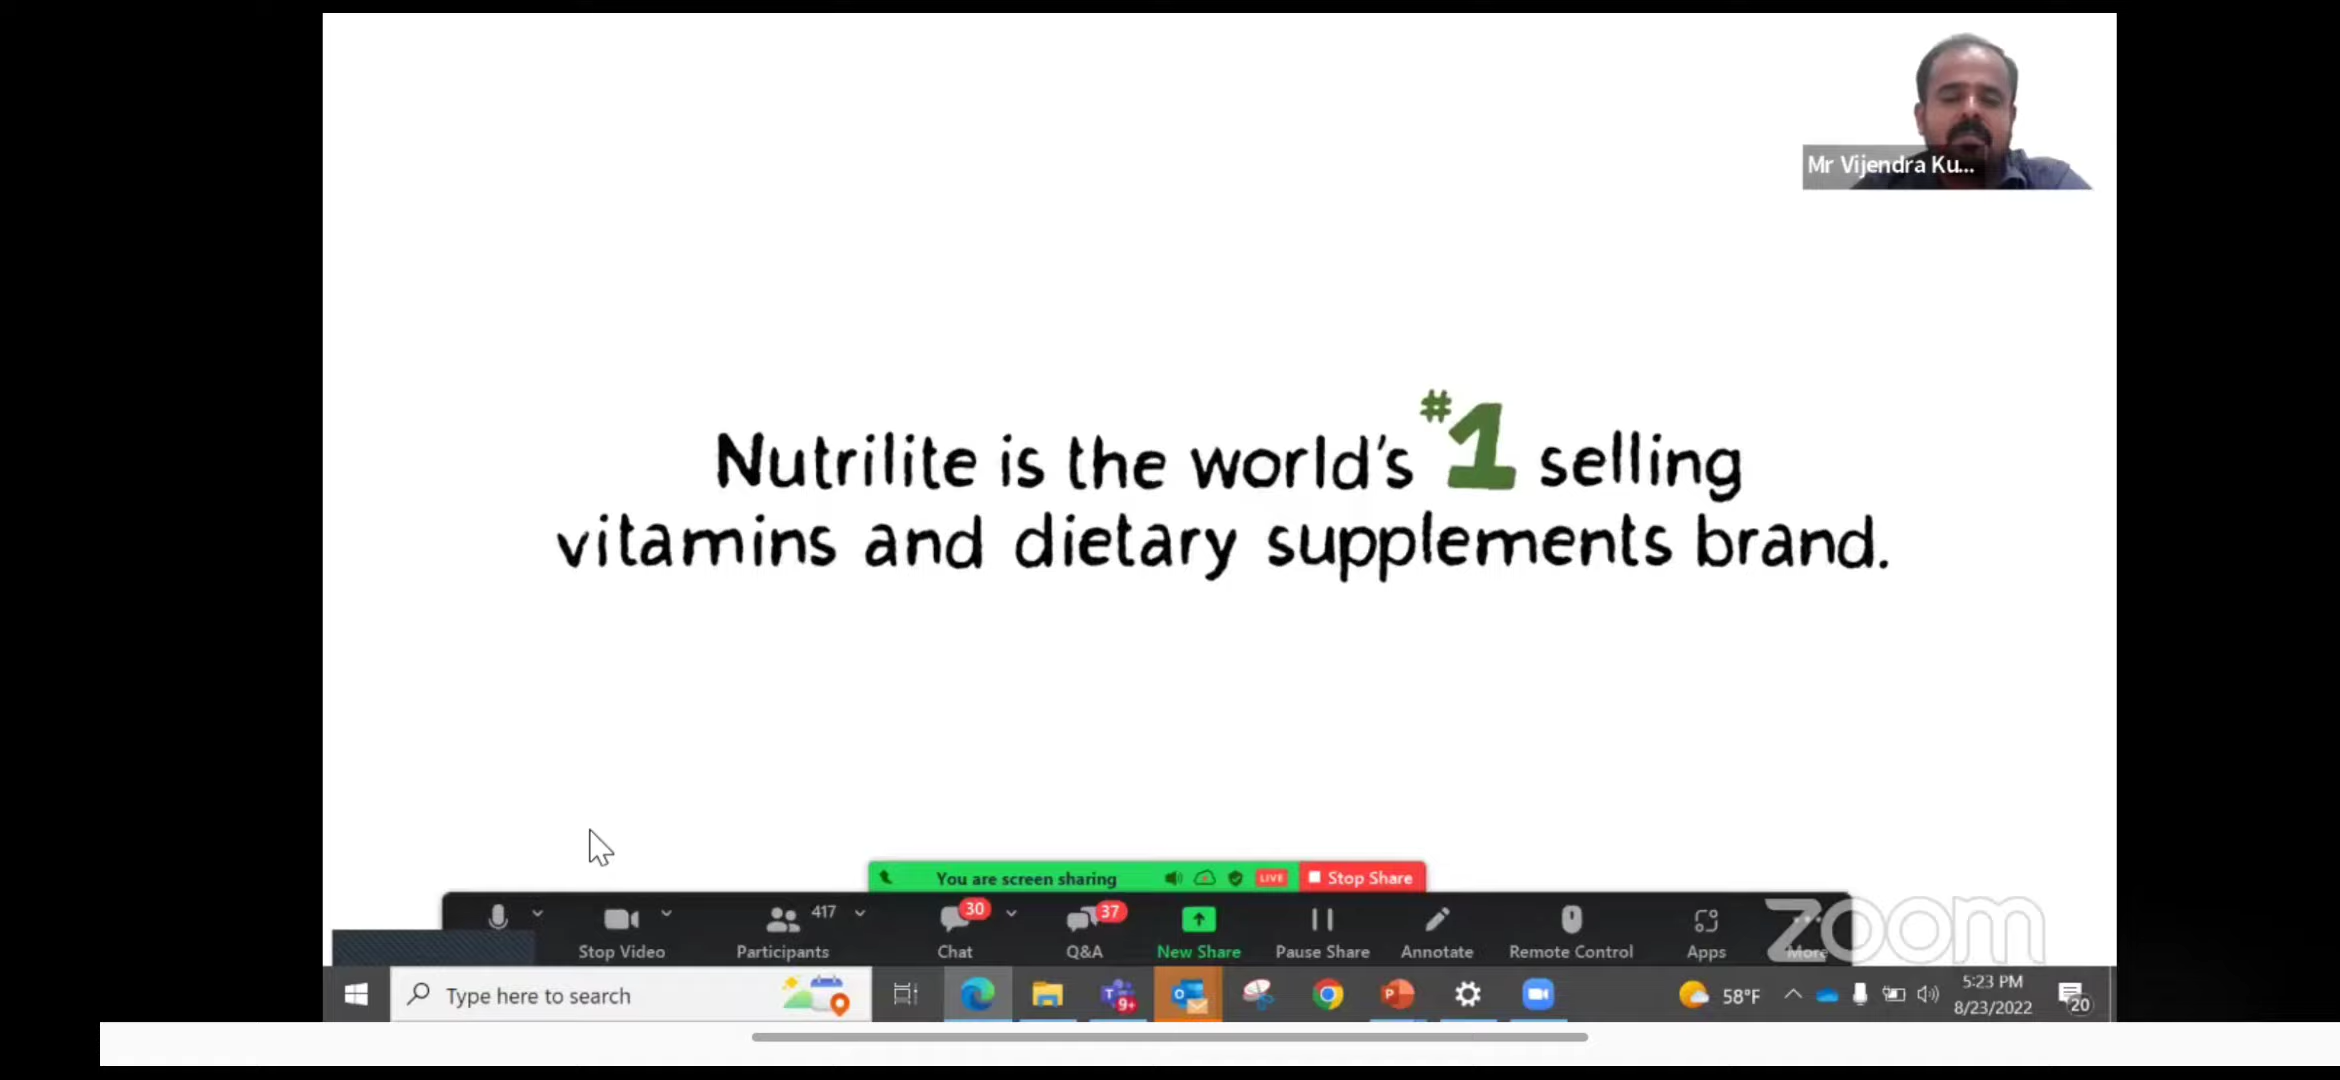 Mr Vijendra Ku...
Nutrilite is the world's #1 selling
vitamins and dietary supplements brand.
You are screen sharing
LIVE
Stop Share
417
30
37
Stop Video
Participants
Chat
Q&A
New Share
Pause Share
Annotate
Remote Control
Apps
More
zoom
Type here to search
9+
58°F
5:23 PM
8/23/2022
20